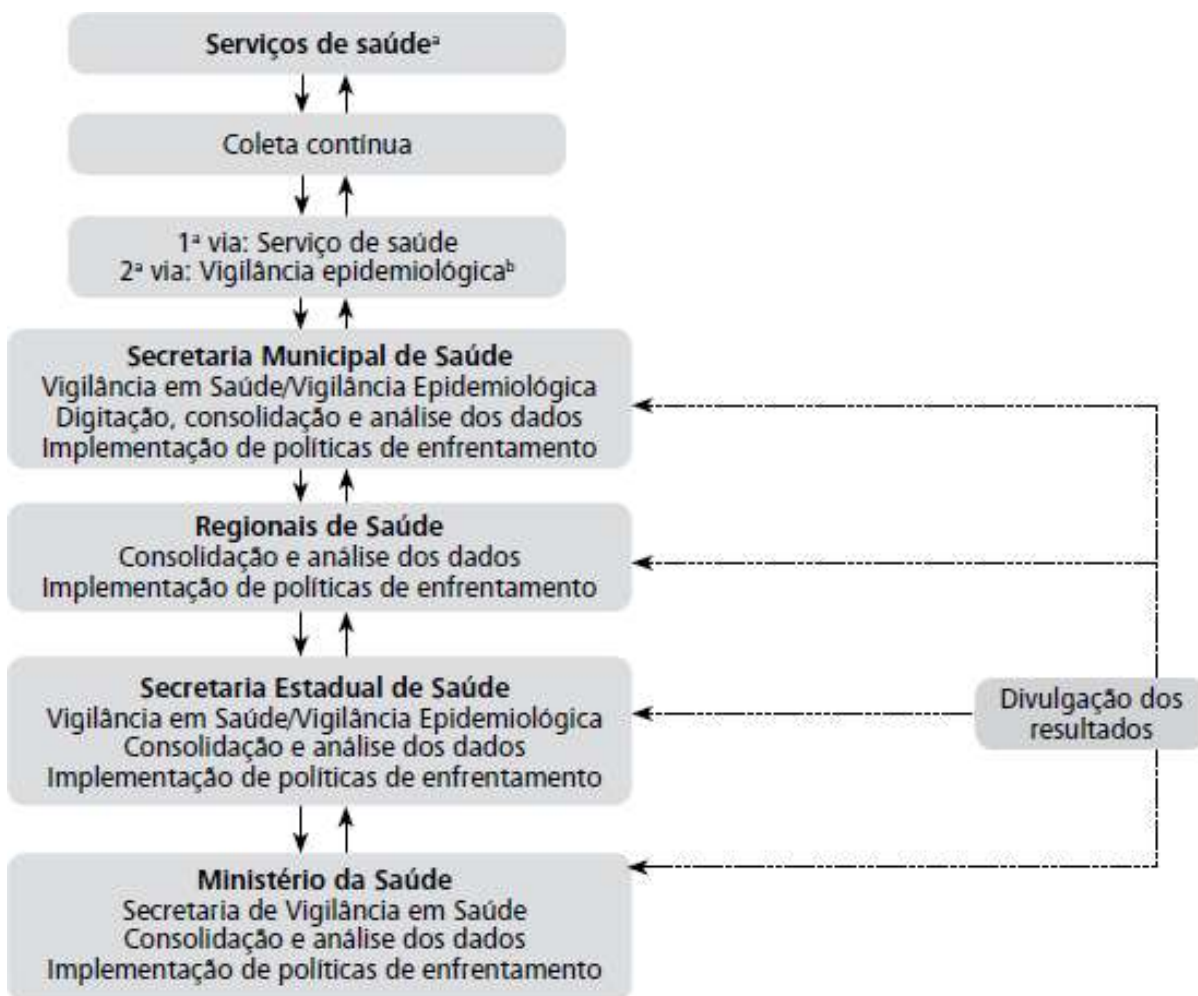 Serviços de saúdeᵃ
Coleta contínua
1ª via: Serviço de saúde
2ª via: Vigilância epidemiológicaᵇ
Secretaria Municipal de Saúde
Vigilância em Saúde/Vigilância Epidemiológica
Digitação, consolidação e análise dos dados
Implementação de políticas de enfrentamento
Regionais de Saúde
Consolidação e análise dos dados
Implementação de políticas de enfrentamento
Secretaria Estadual de Saúde
Vigilância em Saúde/Vigilância Epidemiológica
Consolidação e análise dos dados
Implementação de políticas de enfrentamento
Divulgação dos
resultados
Ministério da Saúde
Secretaria de Vigilância em Saúde
Consolidação e análise dos dados
Implementação de políticas de enfrentamento